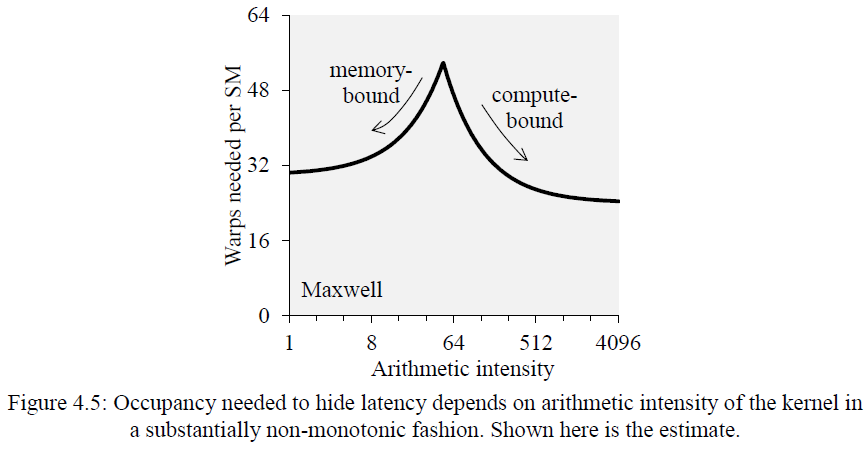 64
48
32
16
0
Warps needed per SM
memory-
bound
compute-
bound
Maxwell
1 8 64 512 4096
Arithmetic intensity
Figure 4.5: Occupancy needed to hide latency depends on arithmetic intensity of the kernel in
a substantially non-monotonic fashion. Shown here is the estimate.